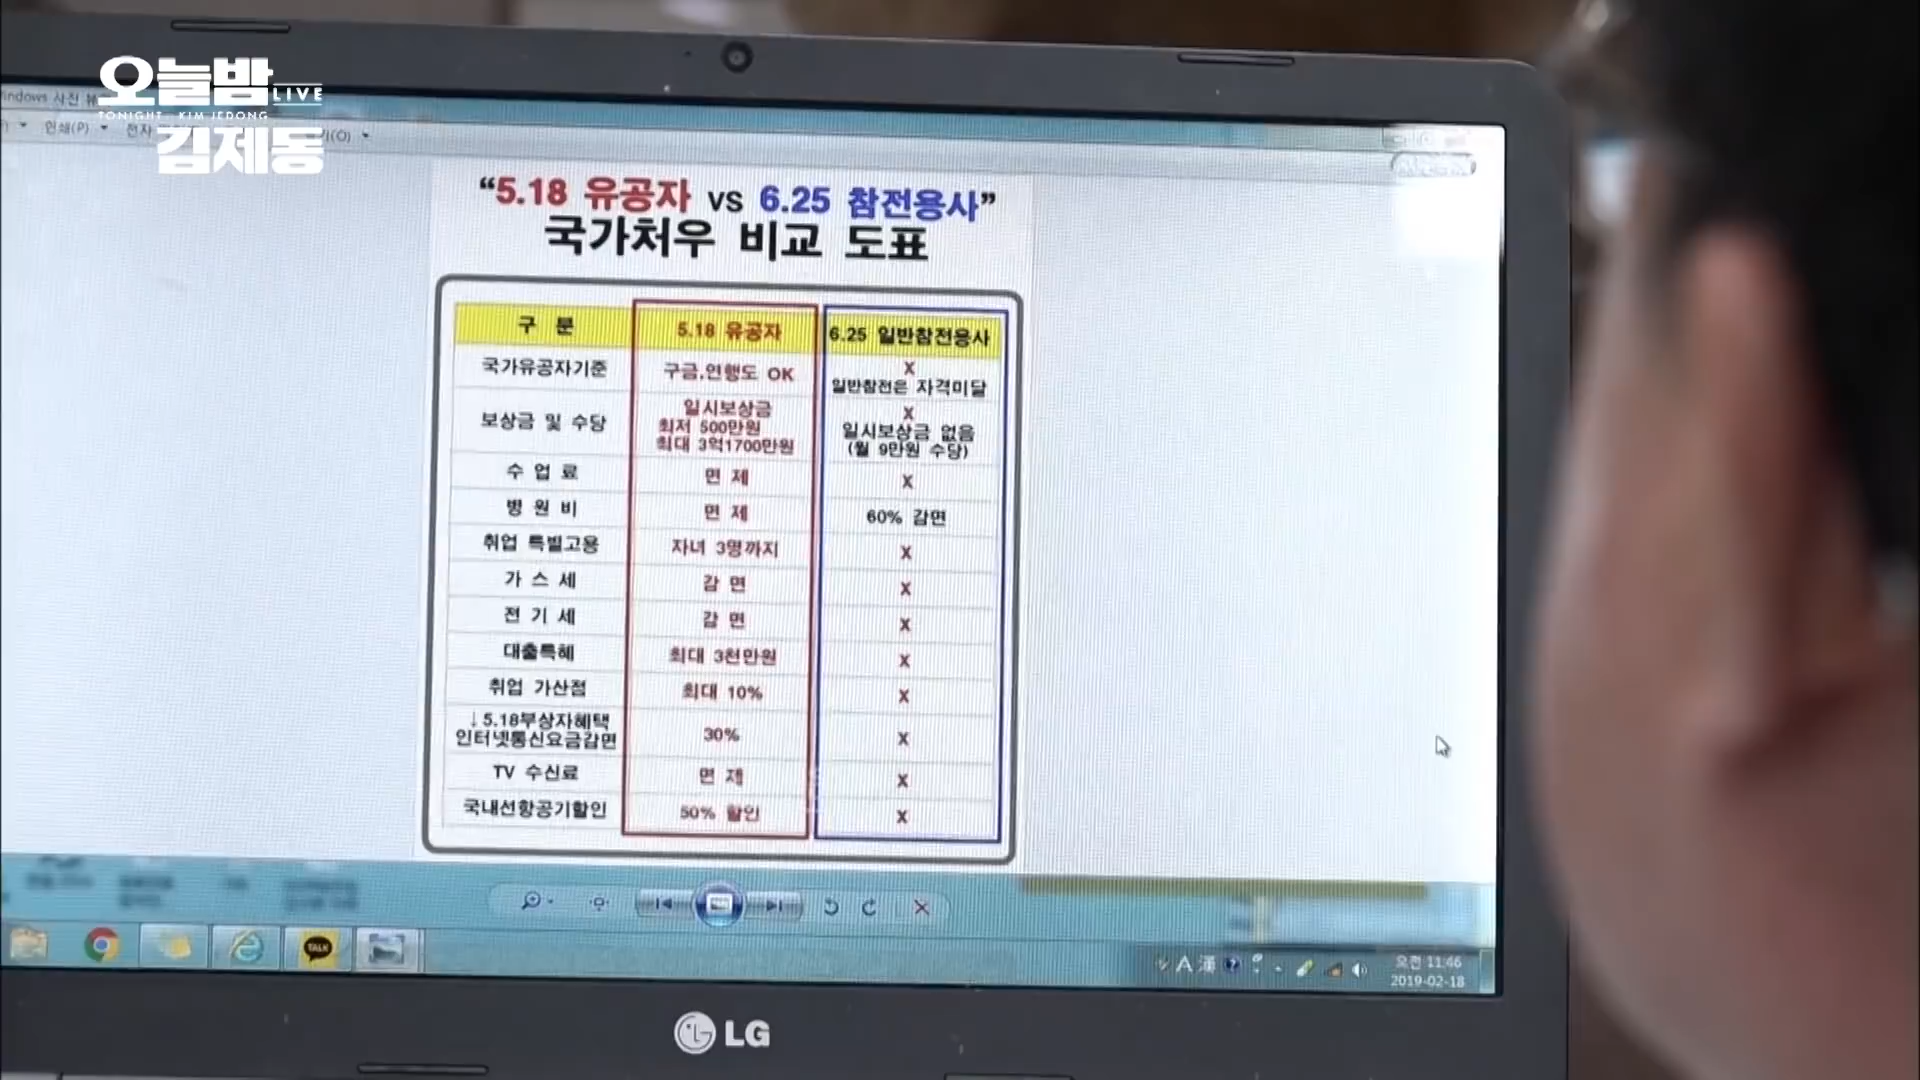 오늘밤 LIVE
TONIGHT KIM JEDONG
김제동
Windows 사진
인쇄(P) 전자
(O)
“5.18 유공자 vs 6.25 참전용사”
국가처우 비교 도표
구 분 5.18 유공자 6.25 일반참전용사
국가유공자기준 구금,연행도 OK X
일반참전은 자격미달
보상금 및 수당 일시보상금
최저 500만원
최대 3억1700만원
X
일시보상금 없음
(월 9만원 수당)
수 업 료 면 제 X
병 원 비 면 제 60% 감면
취업 특별고용 자녀 3명까지 X
가 스 세 감 면 X
전 기 세 감 면 X
대출특혜 최대 3천만원 X
취업 가산점 최대 10% X
↓5.18부상자혜택
인터넷통신요금감면 30% X
TV 수신료 면 제 X
국내선항공기할인 50% 할인 X
TALK
A 漢
오전 11:46
2019-02-18
LG